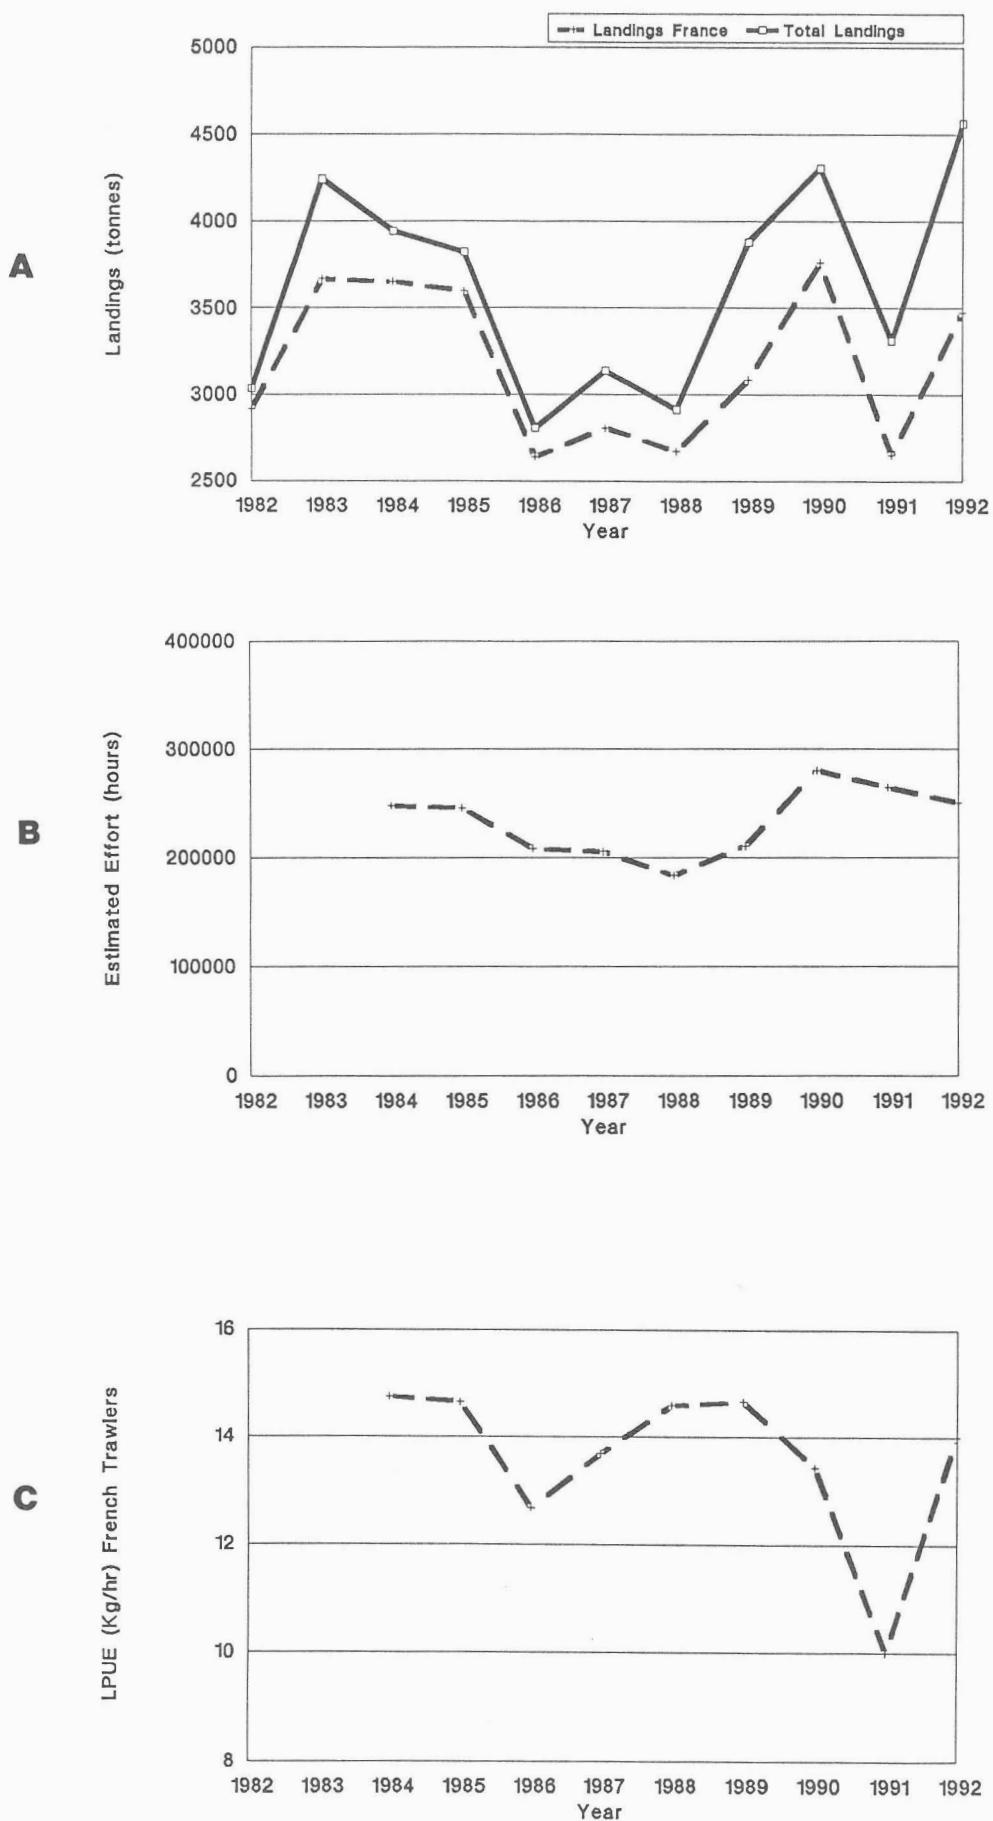 Landings France Total Landings
A
Landings (tonnes)
5000
4500
4000
3500
3000
2500
1982 1983 1984 1985 1986 1987 1988 1989 1990 1991 1992
Year
B
Estimated Effort (hours)
400000
300000
200000
100000
0
1982 1983 1984 1985 1986 1987 1988 1989 1990 1991 1992
Year
C
LPUE (Kg/hr) French Trawlers
16
14
12
10
8
1982 1983 1984 1985 1986 1987 1988 1989 1990 1991 1992
Year